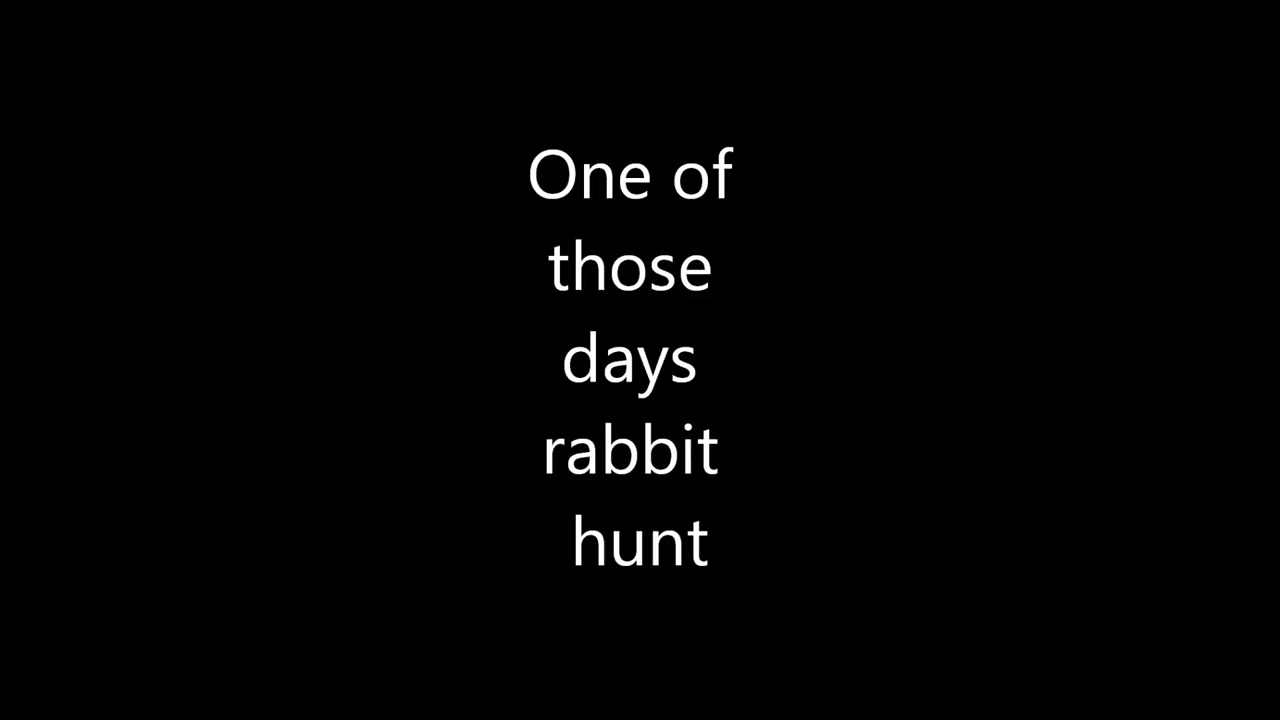 One of
those
days
rabbit
hunt